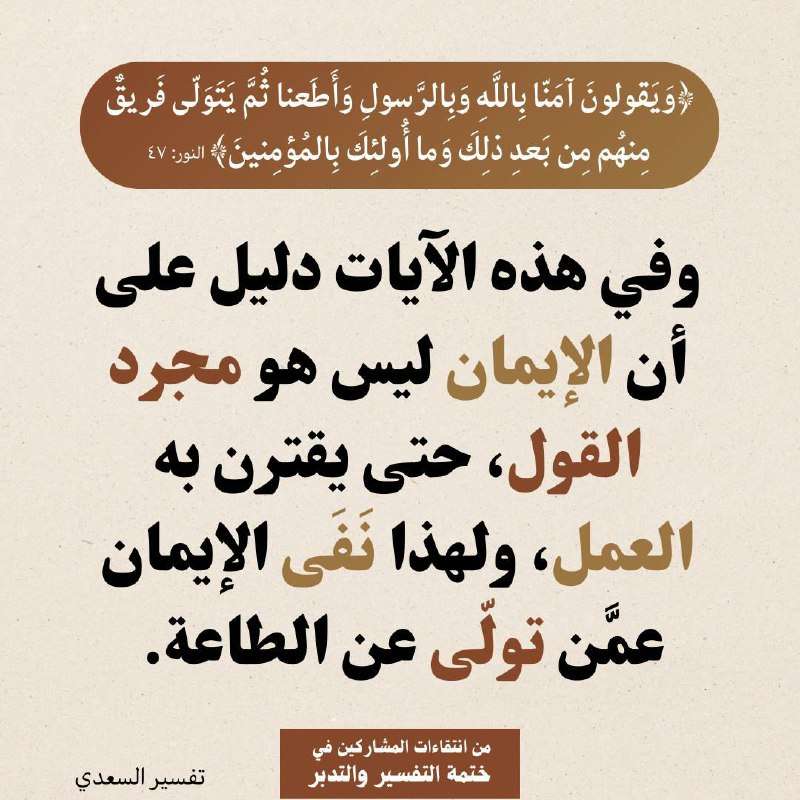 ﴿وَيَقولونَ آمَنّا بِاللَّهِ وَبِالرَّسولِ وَأَطَعنا ثُمَّ يَتَوَلّى فَريقٌ
مِنهُم مِن بَعدِ ذلِكَ وَما أُولئِكَ بِالمُؤمِنينَ﴾ النور: ٤٧
وفي هذه الآيات دليل على
أن الإيمان ليس هو مجرد
القول، حتى يقترن به
العمل، ولهذا نَفَى الإيمان
عمَّن تولّى عن الطاعة.
من انتقاءات المشاركين في
ختمة التفسير والتدبر
تفسير السعدي